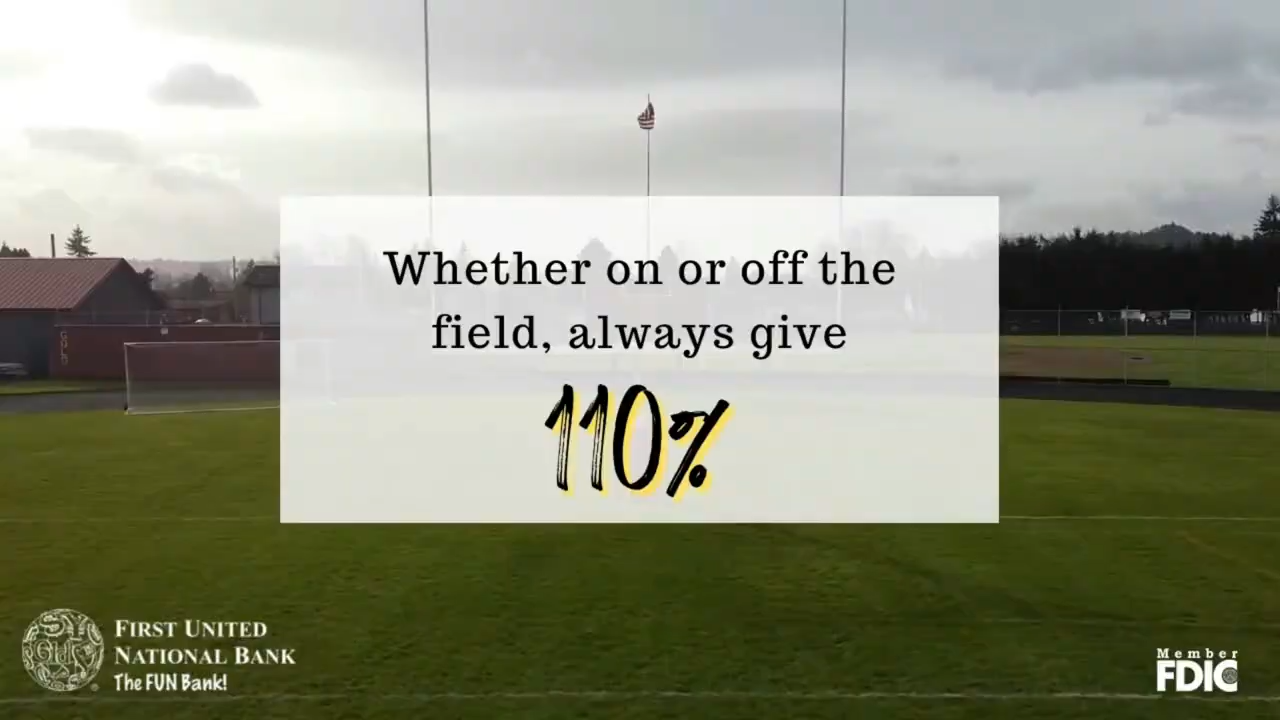 Whether on or off the
field, always give
110%
FIRST UNITED
NATIONAL BANK
The FUN Bank!
Member
FDIC